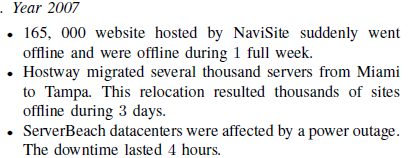 . Year 2007
• 165, 000 website hosted by NaviSite suddenly went
offline and were offline during 1 full week.
• Hostway migrated several thousand servers from Miami
to Tampa. This relocation resulted thousands of sites
offline during 3 days.
• ServerBeach datacenters were affected by a power outage.
The downtime lasted 4 hours.